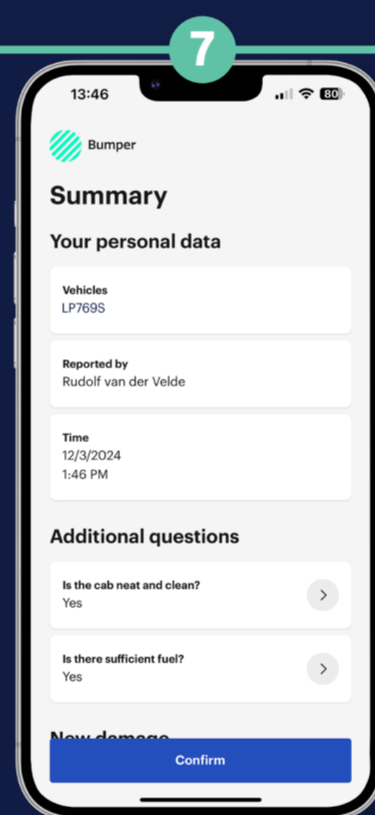 7
13:46
80
Bumper
Summary
Your personal data
Vehicles
LP769S
Reported by
Rudolf van der Velde
Time
12/3/2024
1:46 PM
Additional questions
Is the cab neat and clean?
Yes
Is there sufficient fuel?
Yes
New damage
Confirm